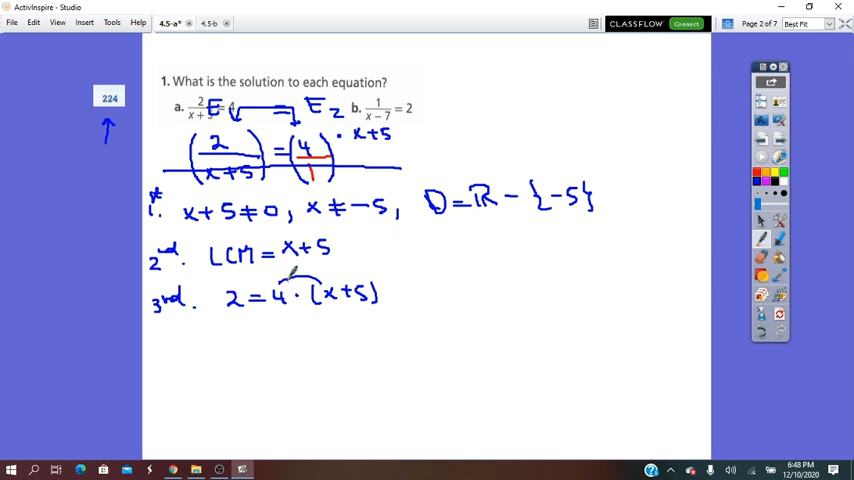 ActivInspire - Studio
File Edit View Insert Tools Help
4.5-a* 4.5-b
CLASSFLOW Connect
Page 2 of 7
Best Fit
224
1. What is the solution to each equation?
a. 2/x + 5 = 4 b. 1/x − 7 = 2
E = E2
(2/x+5) = (4/1) · x+5
1.st x+5≠0, x≠-5, D=ℝ-{-5}
2nd. LCM = x+5
3rd. 2=4·(x+5)
6:48 PM
12/10/2020